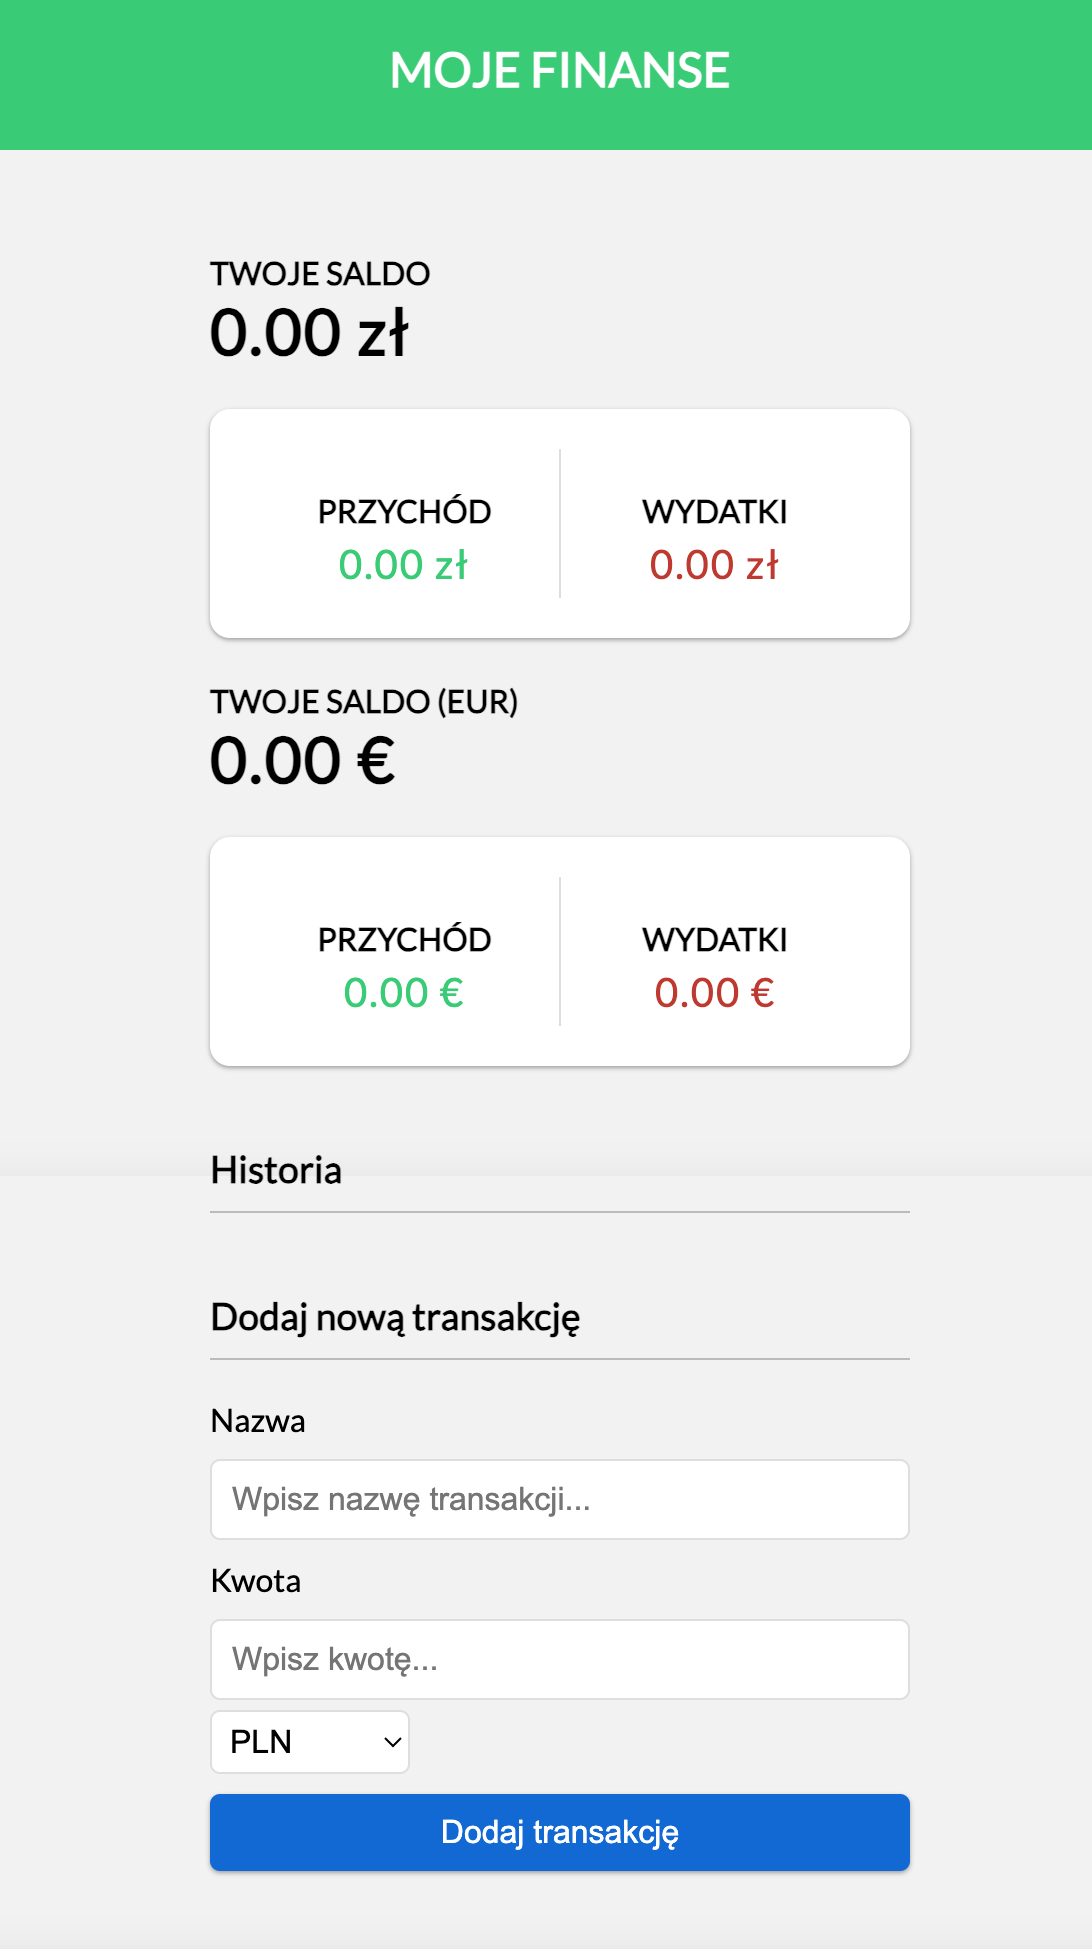 MOJE FINANSE
TWOJE SALDO
0.00 zł
PRZYCHÓD
0.00 zł
WYDATKI
0.00 zł
TWOJE SALDO (EUR)
0.00 €
PRZYCHÓD
0.00 €
WYDATKI
0.00 €
Historia
Dodaj nową transakcję
Nazwa
Wpisz nazwę transakcji...
Kwota
Wpisz kwotę...
PLN
Dodaj transakcję